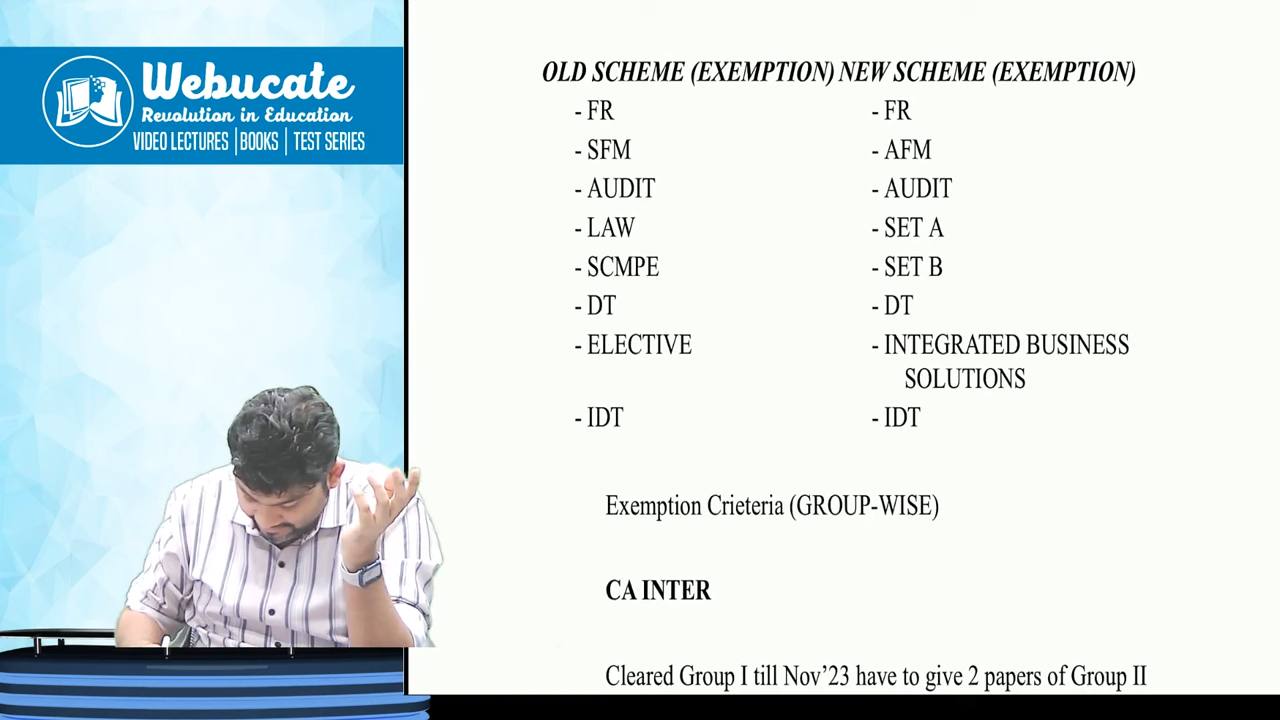 Webucate
Revolution in Education
VIDEO LECTURES | BOOKS | TEST SERIES
OLD SCHEME (EXEMPTION) NEW SCHEME (EXEMPTION)
- FR - FR
- SFM - AFM
- AUDIT - AUDIT
- LAW - SET A
- SCMPE - SET B
- DT - DT
- ELECTIVE - INTEGRATED BUSINESS
SOLUTIONS
- IDT - IDT
Exemption Crieteria (GROUP-WISE)
CA INTER
Cleared Group I till Nov'23 have to give 2 papers of Group II